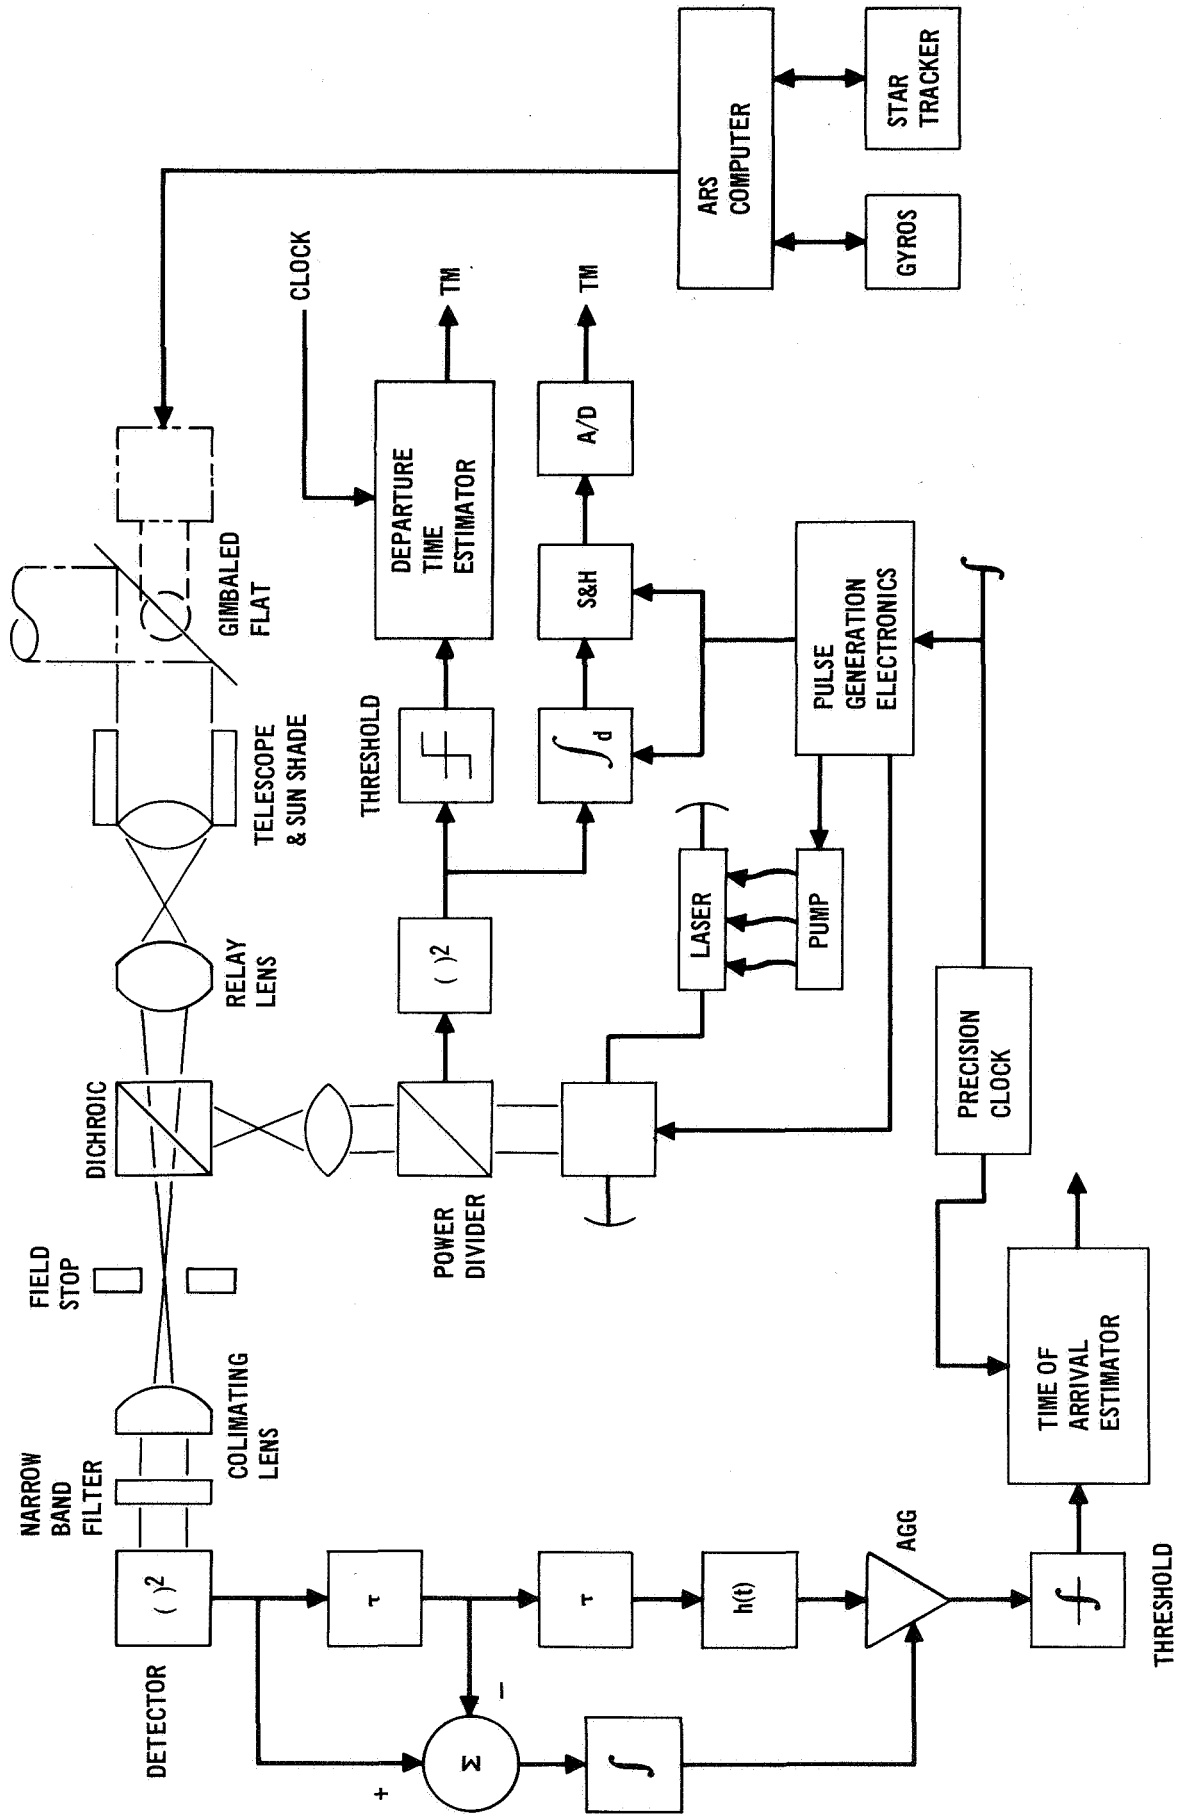 NARROW
BAND
FILTER
FIELD
STOP
DICHROIC
COLIMATING
LENS
RELAY
LENS
TELESCOPE
& SUN SHADE
GIMBALED
FLAT
DETECTOR
( )²
τ
τ
h(t)
AGG
+
−
Σ
∫
THRESHOLD
TIME OF
ARRIVAL
ESTIMATOR
PRECISION
CLOCK
POWER
DIVIDER
( )²
THRESHOLD
DEPARTURE
TIME
ESTIMATOR
CLOCK
TM
∫d
S&H
A/D
TM
LASER
PUMP
PULSE
GENERATION
ELECTRONICS
ARS
COMPUTER
GYROS
STAR
TRACKER